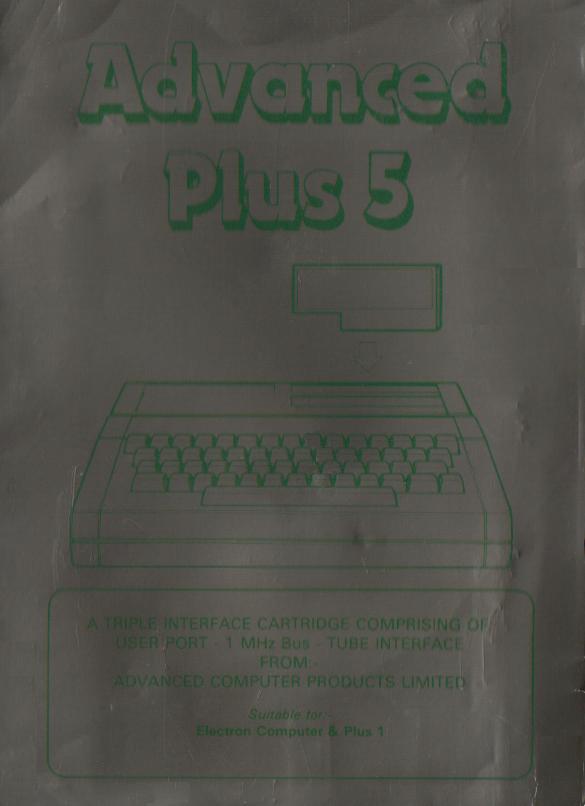 Advanced
Plus 5
A TRIPLE INTERFACE CARTRIDGE COMPRISING OF
USER PORT - 1 MHz Bus - TUBE INTERFACE
FROM:-
ADVANCED COMPUTER PRODUCTS LIMITED
Suitable for:-
Electron Computer & Plus 1